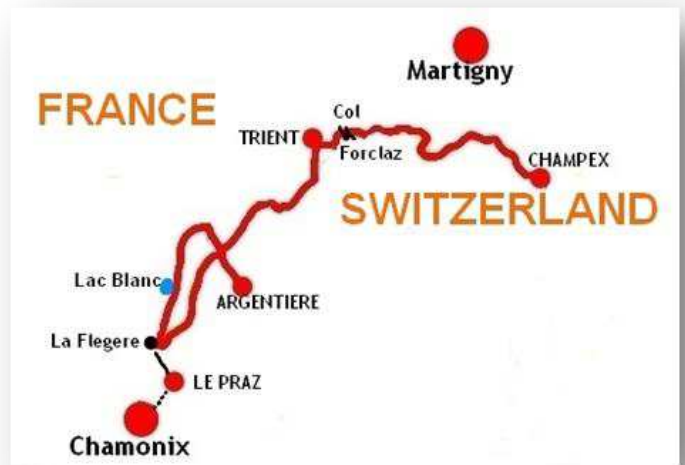 Martigny
FRANCE
Col
TRIENT
Forclaz
CHAMPEX
SWITZERLAND
Lac Blanc
ARGENTIERE
La Flegere
LE PRAZ
Chamonix